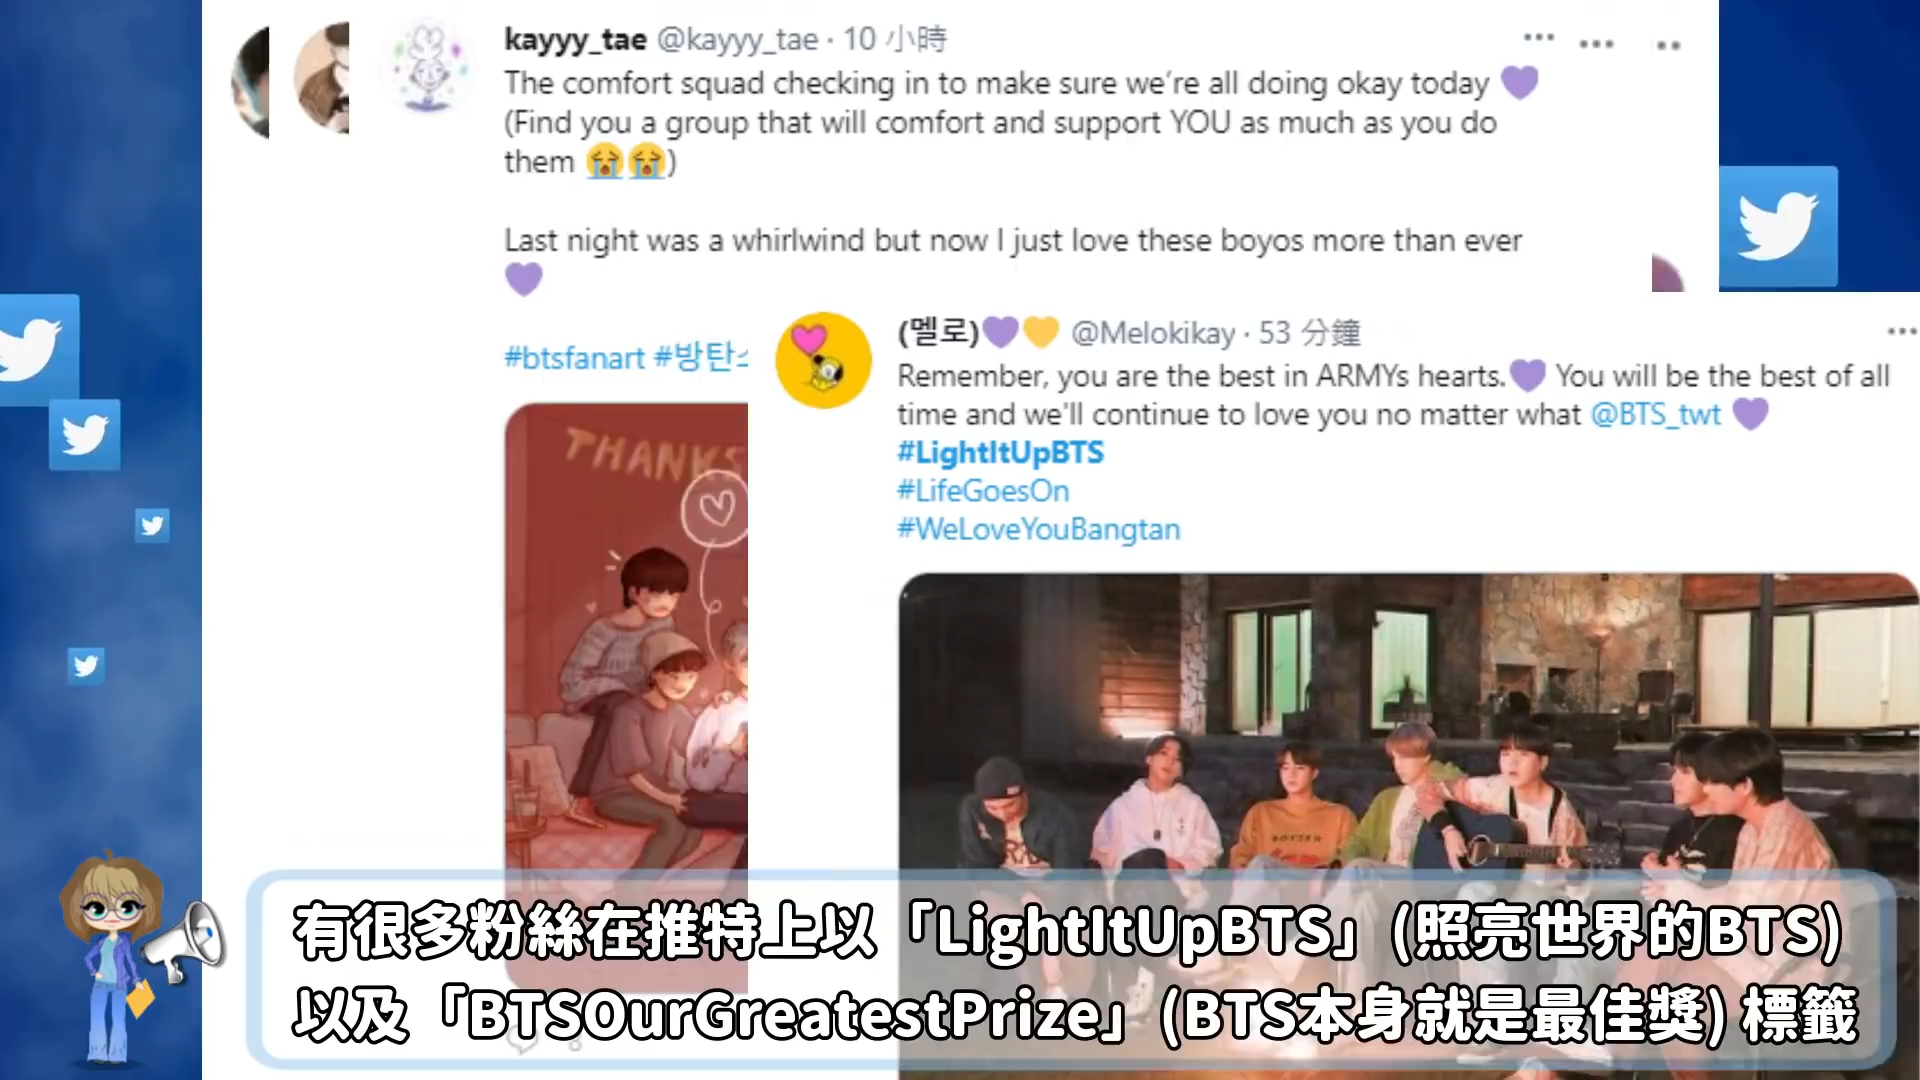 kayyy_tae @kayyy_tae · 10 小時
The comfort squad checking in to make sure we're all doing okay today 💜
(Find you a group that will comfort and support YOU as much as you do
them 😭😭)
Last night was a whirlwind but now I just love these boyos more than ever
💜
#btsfanart #방탄
THANKS
(멜로)💜💛 @Melokikay · 53 分鐘
Remember, you are the best in ARMYs hearts.💜 You will be the best of all
time and we'll continue to love you no matter what @BTS_twt 💜
#LightItUpBTS
#LifeGoesOn
#WeLoveYouBangtan
有很多粉絲在推特上以「LightItUpBTS」(照亮世界的BTS)
以及「BTSOurGreatestPrize」(BTS本身就是最佳獎) 標籤